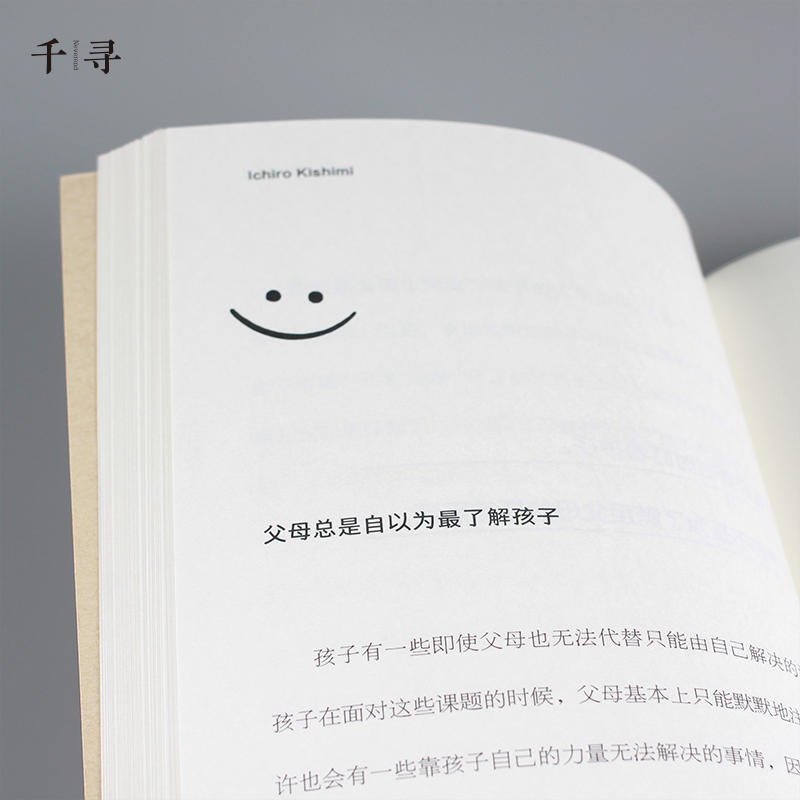 千寻
Neverend
Ichiro Kishimi
父母总是自以为最了解孩子
孩子有一些即使父母也无法代替只能由自己解决的
孩子在面对这些课题的时候，父母基本上只能默默地注
许也会有一些靠孩子自己的力量无法解决的事情，因